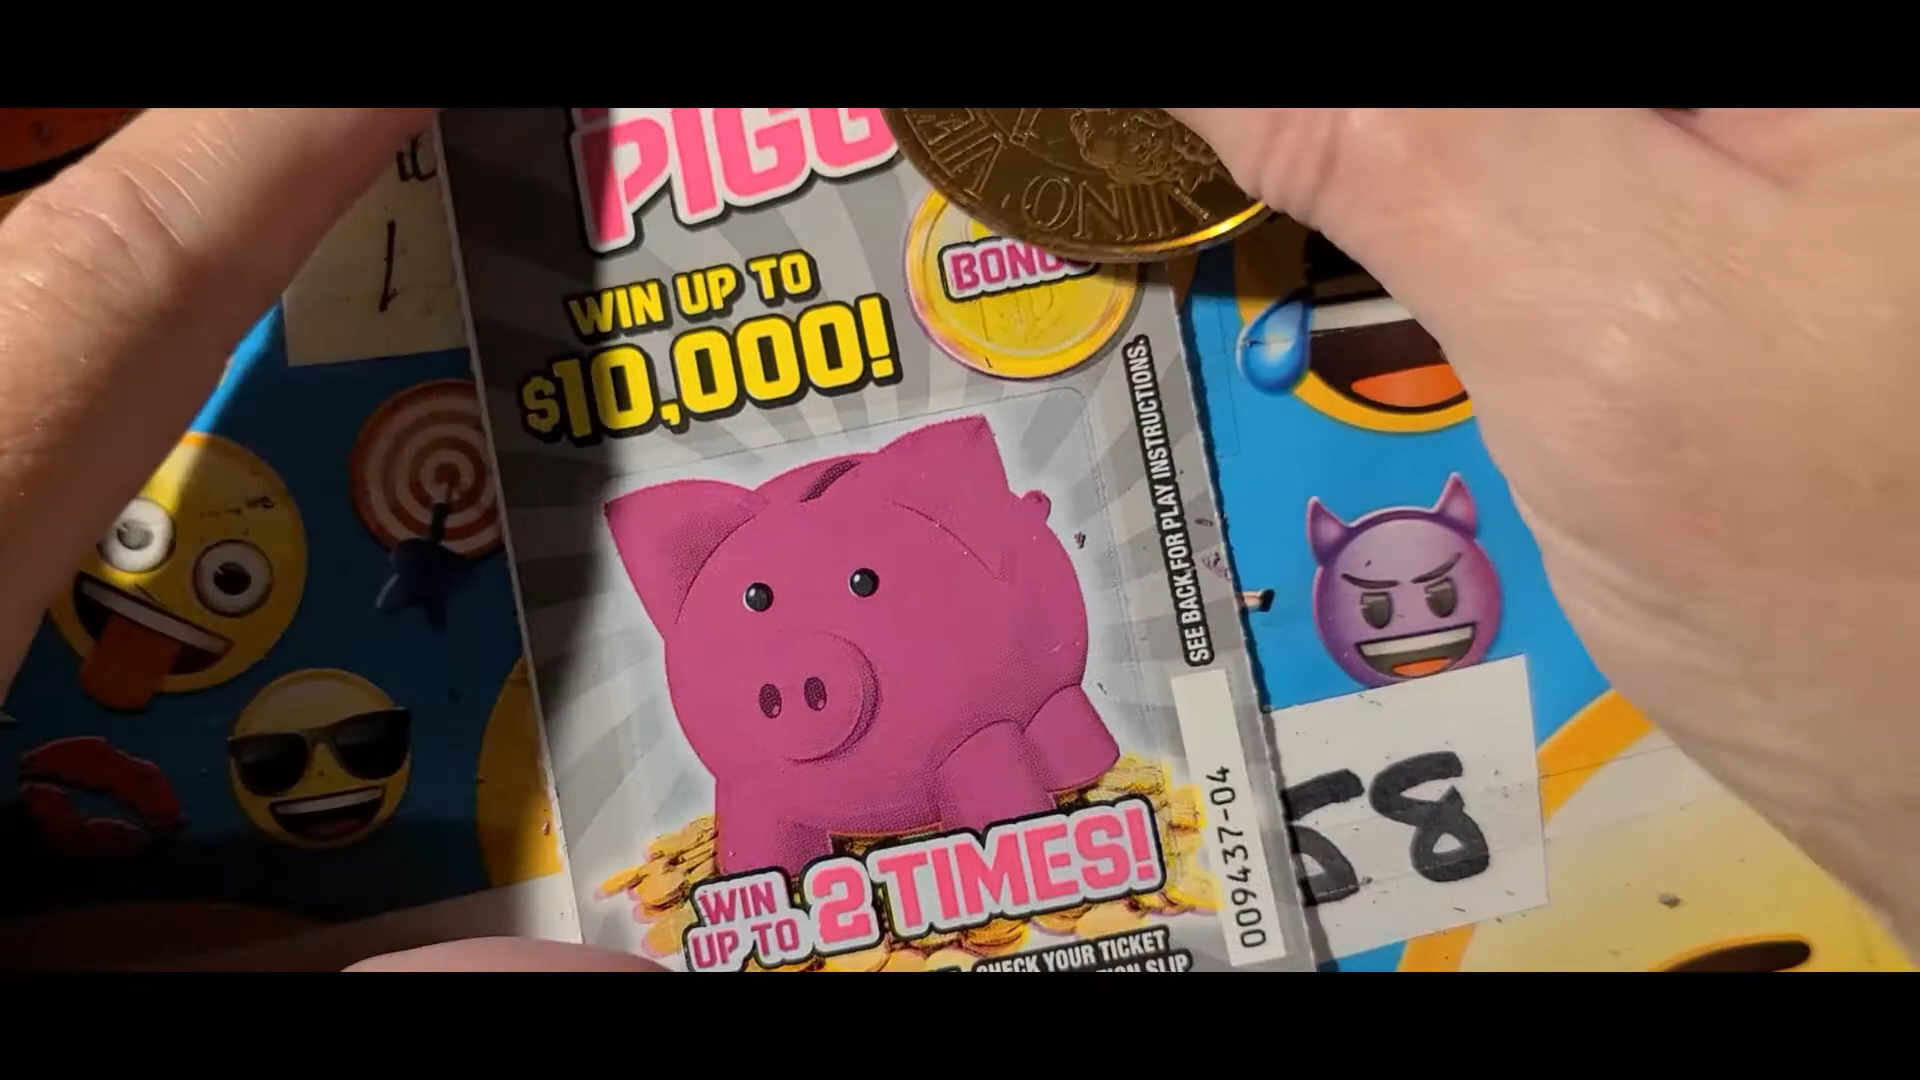 PIGG
WIN UP TO
$10,000!
BONUS
SEE BACK FOR PLAY INSTRUCTIONS.
WIN
UP TO
2 TIMES!
009437-04
58
CHECK YOUR TICKET
SLIP